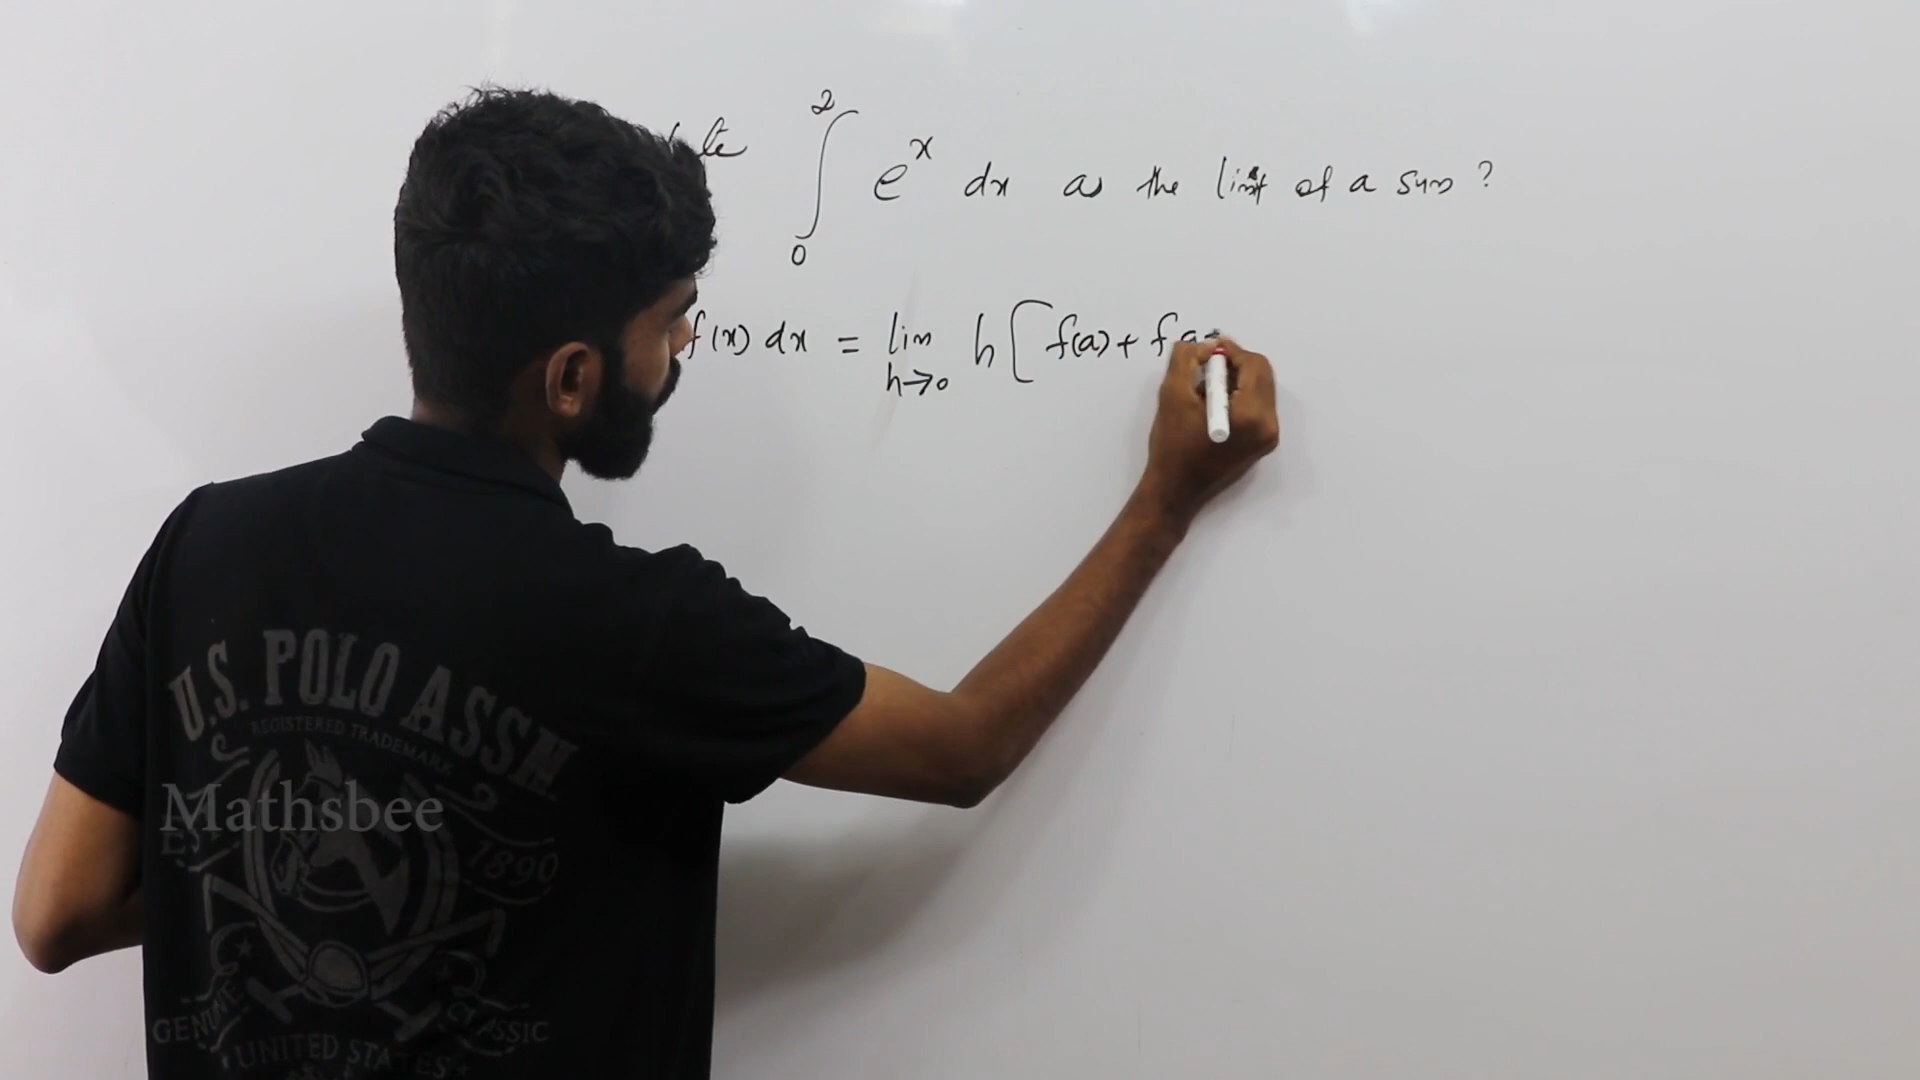 ∫₀² eˣ dx as the limit of a sum ?
f(x) dx = lim h→0 h [ f(a) + f(a+
U.S. POLO ASSN
REGISTERED TRADEMARK
Mathsbee
1890
GENUINE CLASSIC
UNITED STATES